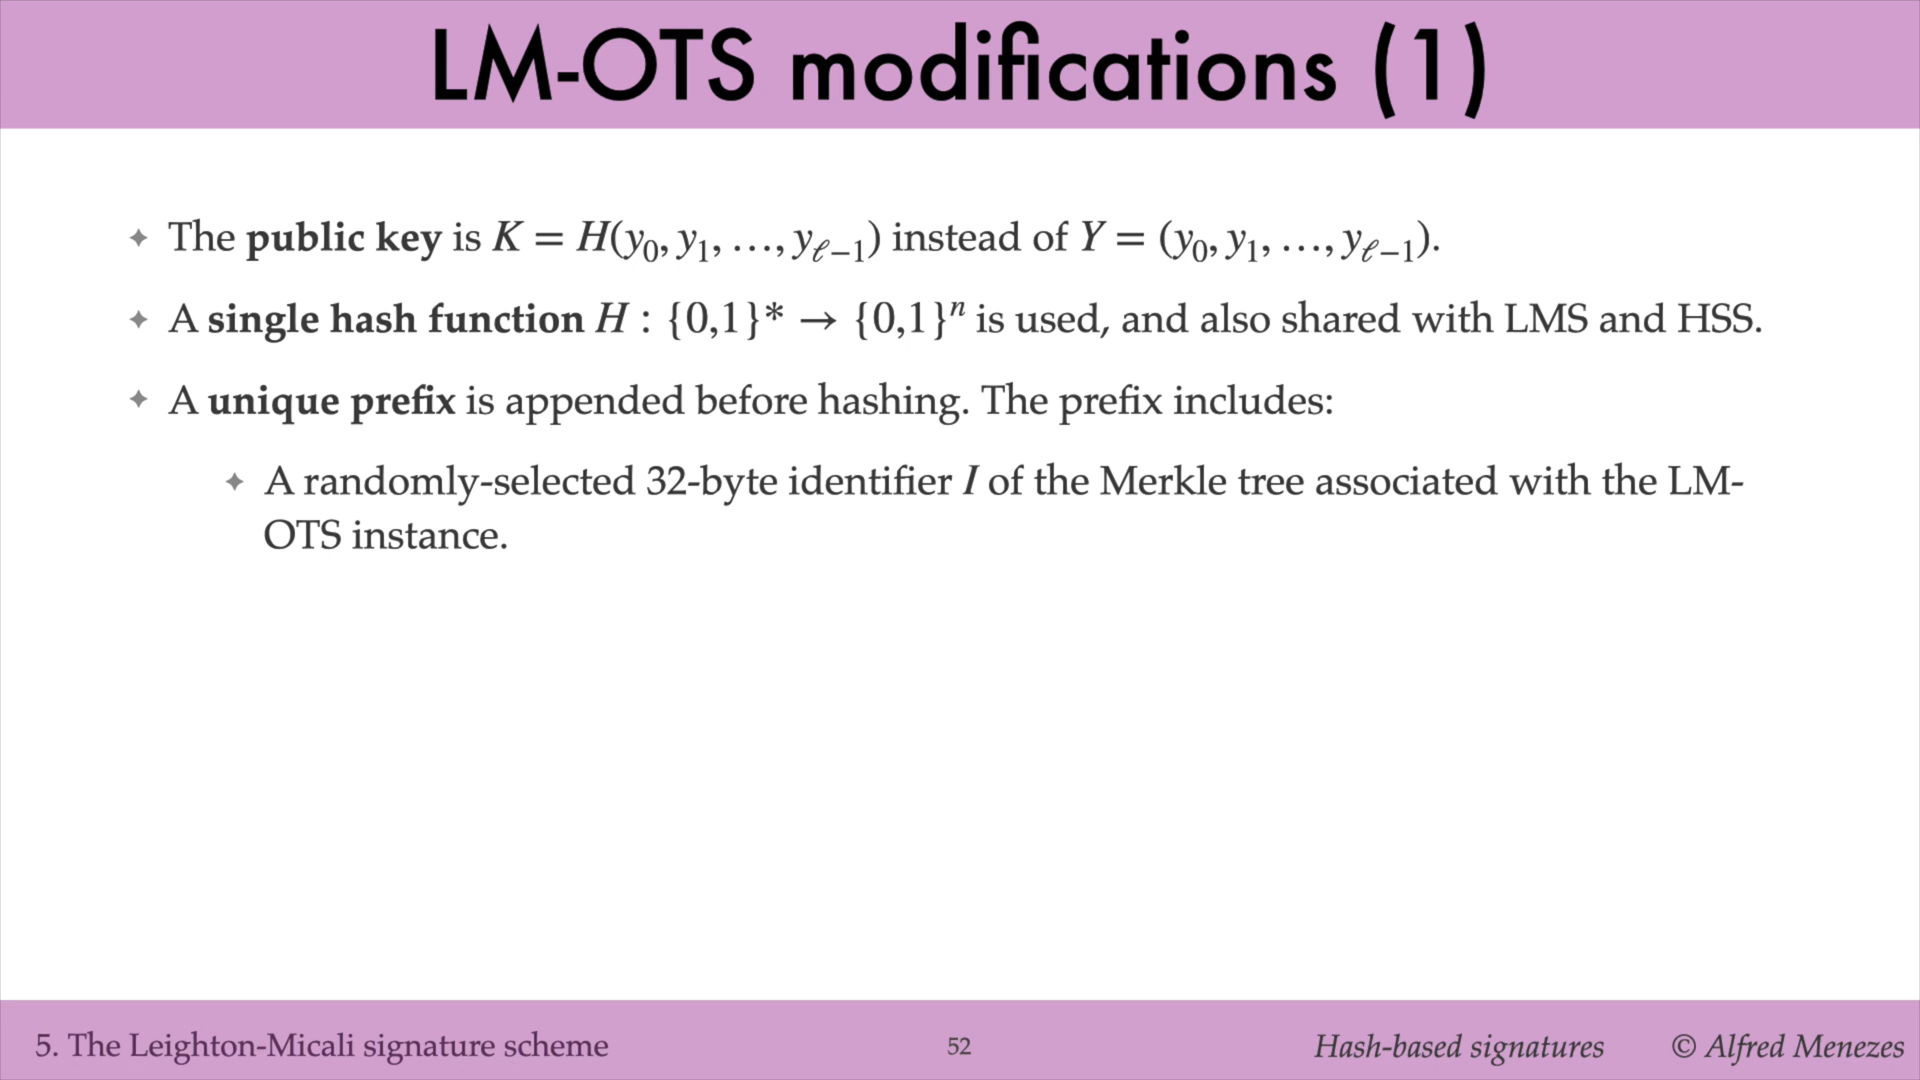 LM-OTS modifications (1)
✦ The public key is K = H(y₀, y₁, …, y_ℓ−1) instead of Y = (y₀, y₁, …, y_ℓ−1).
✦ A single hash function H : {0,1}* → {0,1}ⁿ is used, and also shared with LMS and HSS.
✦ A unique prefix is appended before hashing. The prefix includes:
✦ A randomly-selected 32-byte identifier I of the Merkle tree associated with the LM-
OTS instance.
5. The Leighton-Micali signature scheme 52 Hash-based signatures © Alfred Menezes